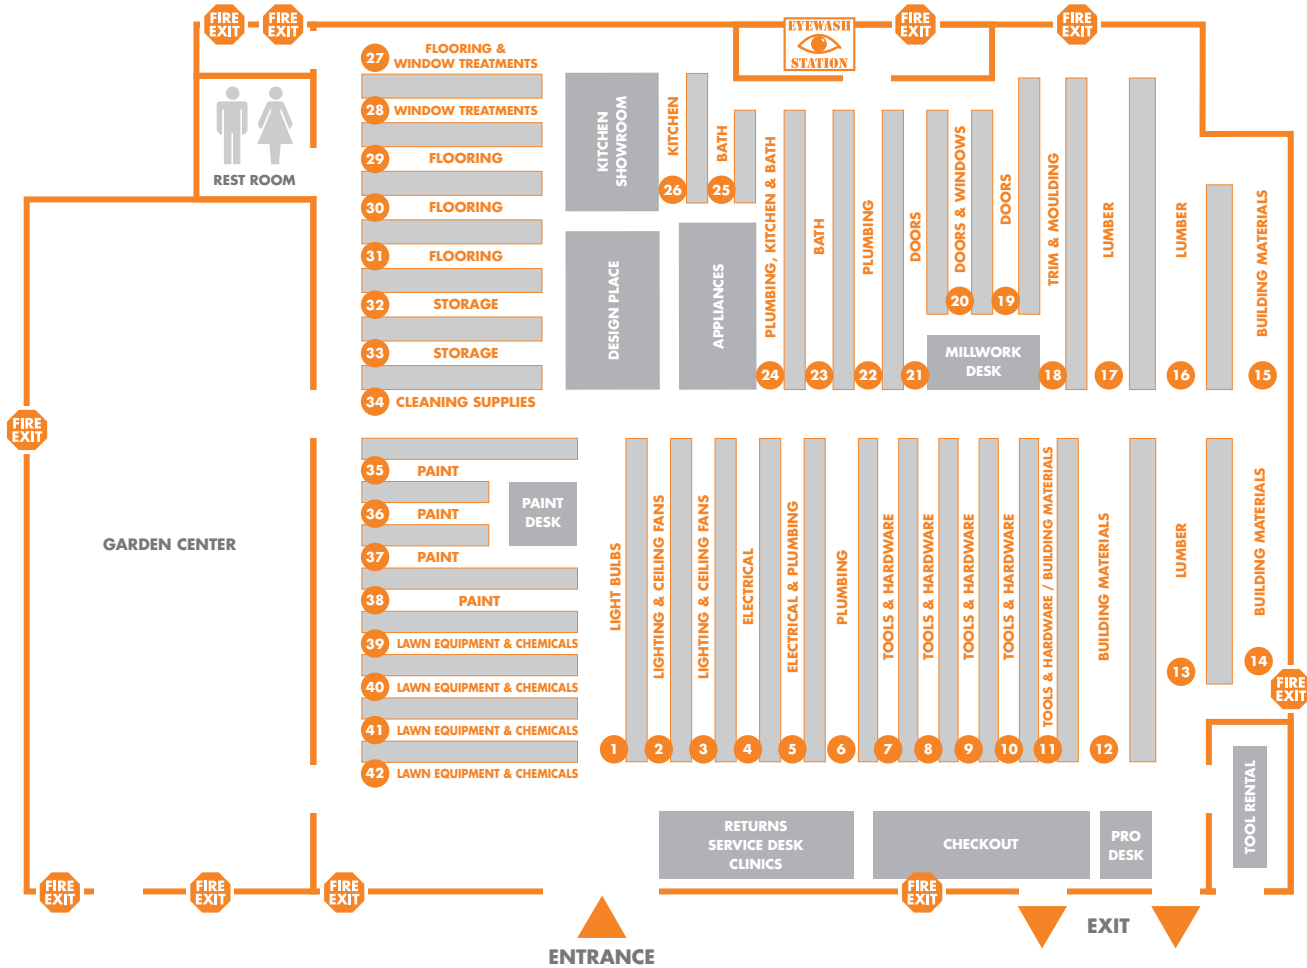 FIRE
EXIT
FIRE
EXIT
EYEWASH
STATION
FIRE
EXIT
FIRE
EXIT
REST ROOM
27 FLOORING &
WINDOW TREATMENTS
28 WINDOW TREATMENTS
29 FLOORING
30 FLOORING
31 FLOORING
32 STORAGE
33 STORAGE
34 CLEANING SUPPLIES
KITCHEN
SHOWROOM
DESIGN PLACE
KITCHEN
26
BATH
25
APPLIANCES
PLUMBING, KITCHEN & BATH
24
BATH
23
PLUMBING
22
DOORS
21
DOORS & WINDOWS
20
DOORS
19
MILLWORK
DESK
TRIM & MOULDING
18
LUMBER
17
LUMBER
16
BUILDING MATERIALS
15
FIRE
EXIT
GARDEN CENTER
35 PAINT
36 PAINT
37 PAINT
38 PAINT
39 LAWN EQUIPMENT & CHEMICALS
40 LAWN EQUIPMENT & CHEMICALS
41 LAWN EQUIPMENT & CHEMICALS
42 LAWN EQUIPMENT & CHEMICALS
PAINT
DESK
LIGHT BULBS
1
LIGHTING & CEILING FANS
2
LIGHTING & CEILING FANS
3
ELECTRICAL
4
ELECTRICAL & PLUMBING
5
PLUMBING
6
TOOLS & HARDWARE
7
TOOLS & HARDWARE
8
TOOLS & HARDWARE
9
TOOLS & HARDWARE
10
TOOLS & HARDWARE / BUILDING MATERIALS
11
BUILDING MATERIALS
12
LUMBER
13
BUILDING MATERIALS
14
FIRE
EXIT
RETURNS
SERVICE DESK
CLINICS
CHECKOUT
PRO
DESK
TOOL RENTAL
FIRE
EXIT
FIRE
EXIT
FIRE
EXIT
FIRE
EXIT
ENTRANCE
EXIT